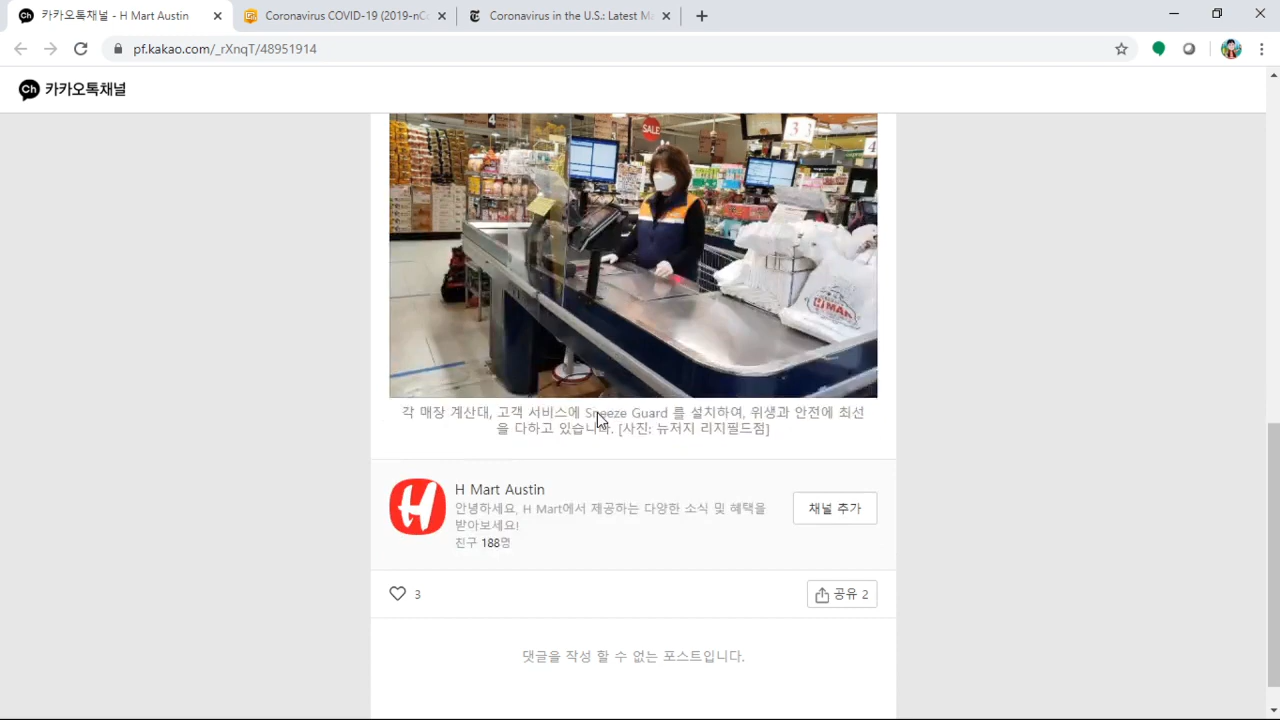 카카오톡채널 - H Mart Austin
Coronavirus COVID-19 (2019-nCo
Coronavirus in the U.S.: Latest Ma
pf.kakao.com/_rXnqT/48951914
Ch 카카오톡채널
4
SALE
33
4
각 매장 계산대, 고객 서비스에 Sneeze Guard 를 설치하여, 위생과 안전에 최선
을 다하고 있습니다. [사진: 뉴저지 리지필드점]
H Mart Austin
안녕하세요, H Mart에서 제공하는 다양한 소식 및 혜택을
받아보세요!
친구 188명
채널 추가
3
공유 2
댓글을 작성 할 수 없는 포스트입니다.